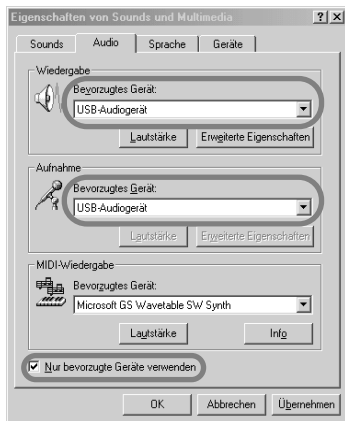 Eigenschaften von Sounds und Multimedia
Sounds Audio Sprache Geräte
Wiedergabe
Bevorzugtes Gerät:
USB-Audiogerät
Lautstärke Erweiterte Eigenschaften
Aufnahme
Bevorzugtes Gerät:
USB-Audiogerät
Lautstärke Erweiterte Eigenschaften
MIDI-Wiedergabe
Bevorzugtes Gerät:
Microsoft GS Wavetable SW Synth
Lautstärke Info
Nur bevorzugte Geräte verwenden
OK Abbrechen Übernehmen